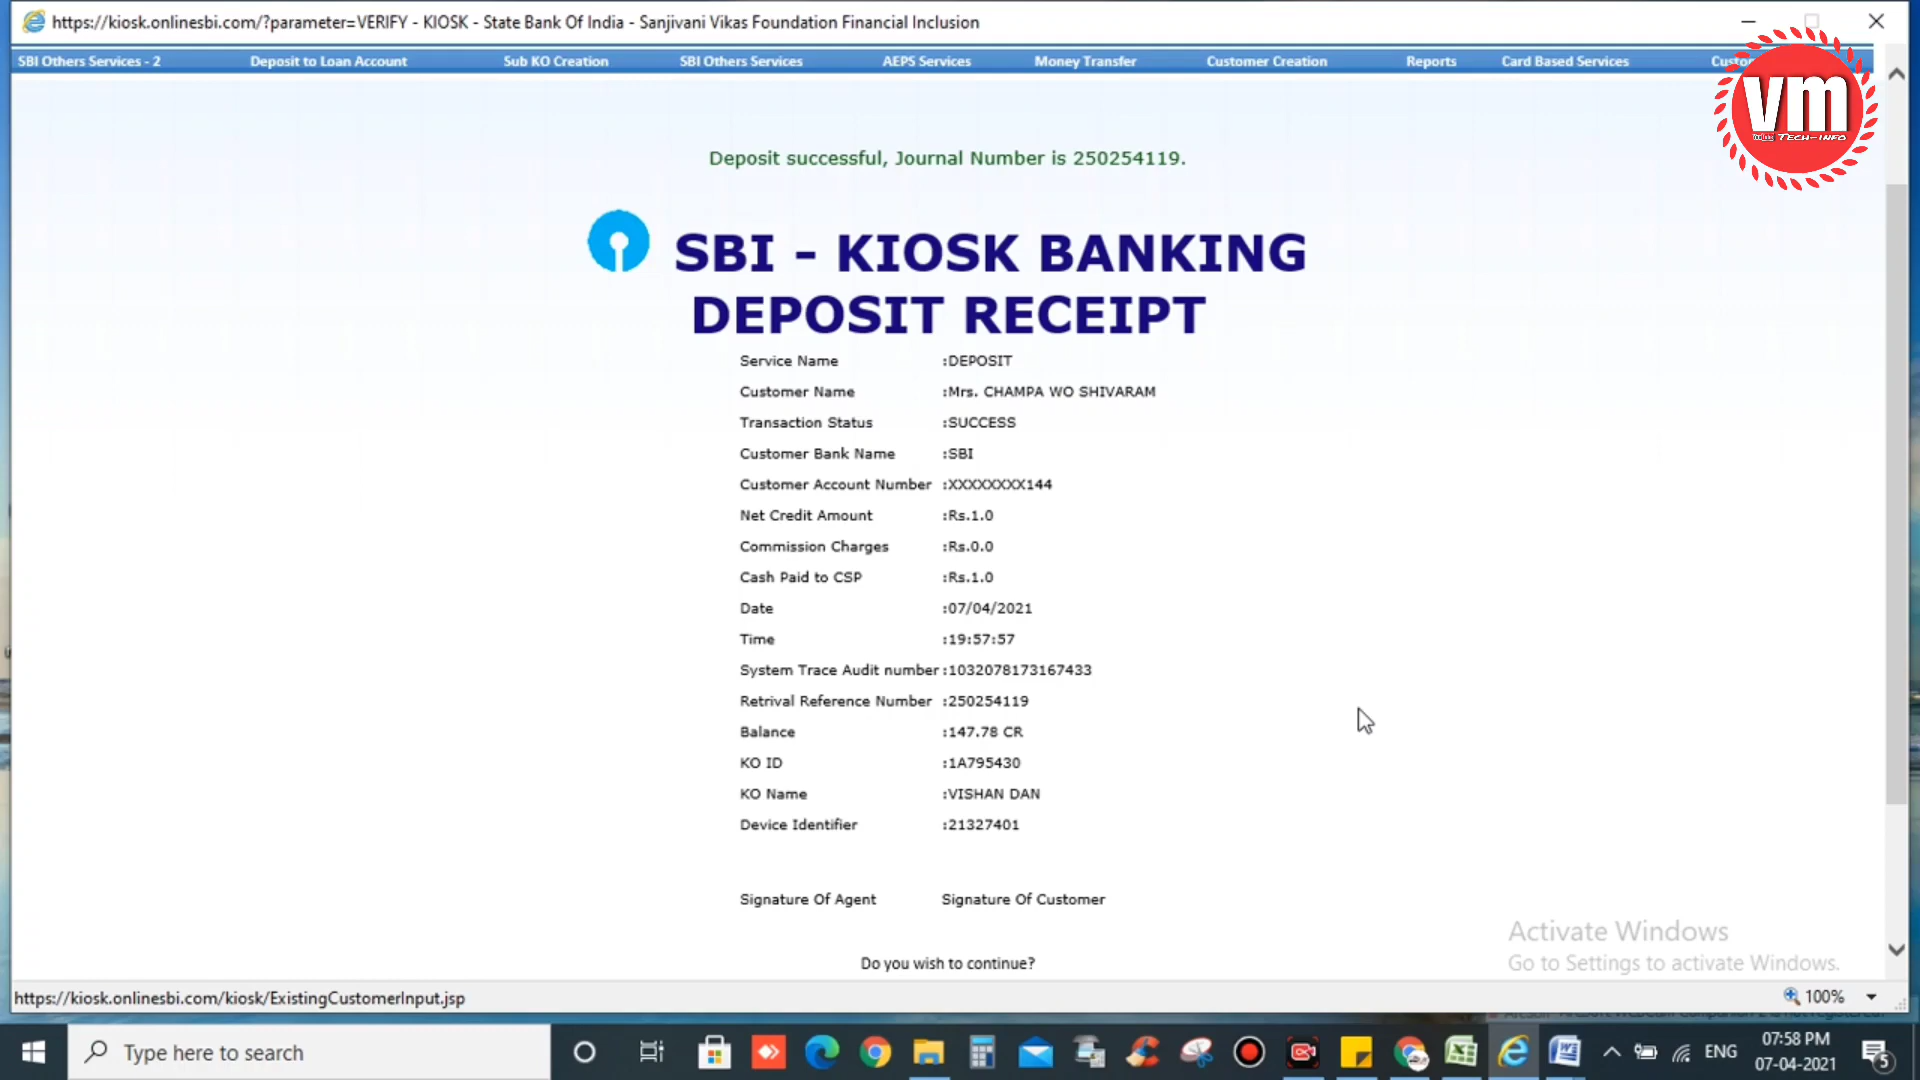 https://kiosk.onlinesbi.com/?parameter=VERIFY - KIOSK - State Bank Of India - Sanjivani Vikas Foundation Financial Inclusion
SBI Others Services - 2 Deposit to Loan Account Sub KO Creation SBI Others Services AEPS Services Money Transfer Customer Creation Reports Card Based Services
vm
TECH-INFO
Deposit successful, Journal Number is 250254119.
SBI - KIOSK BANKING
DEPOSIT RECEIPT
Service Name :DEPOSIT
Customer Name :Mrs. CHAMPA WO SHIVARAM
Transaction Status :SUCCESS
Customer Bank Name :SBI
Customer Account Number :XXXXXXXX144
Net Credit Amount :Rs.1.0
Commission Charges :Rs.0.0
Cash Paid to CSP :Rs.1.0
Date :07/04/2021
Time :19:57:57
System Trace Audit number :1032078173167433
Retrival Reference Number :250254119
Balance :147.78 CR
KO ID :1A795430
KO Name :VISHAN DAN
Device Identifier :21327401
Signature Of Agent Signature Of Customer
Do you wish to continue?
Activate Windows
Go to Settings to activate Windows.
https://kiosk.onlinesbi.com/kiosk/ExistingCustomerInput.jsp
100%
Type here to search
ENG
07:58 PM
07-04-2021
5